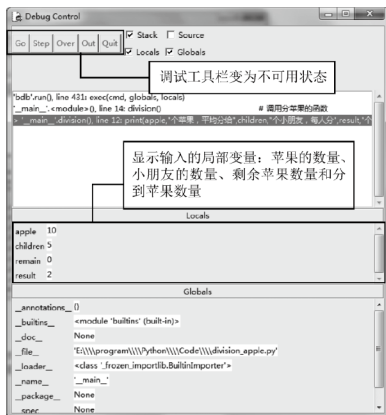 Debug Control
Go Step Over Out Quit Stack Source
Locals Globals
调试工具栏变为不可用状态
'bdb'.run(), line 431: exec(cmd, globals, locals)
'__main__'.<module>(), line 14: division() # 调用分苹果的函数
> '__main__'.division(), line 12: print(apple,"个苹果，平均分给",children,"个小朋友，每人分",result,"个
显示输入的局部变量：苹果的数量、
小朋友的数量、剩余苹果数量和分
到苹果数量
Locals
apple 10
children 5
remain 0
result 2
Globals
__annotations__ {}
__builtins__ <module 'builtins' (built-in)>
__doc__ None
__file__ 'E:\\\\program\\\\Python\\\\Code\\\\division_apple.py'
__loader__ <class '_frozen_importlib.BuiltinImporter'>
__name__ '__main__'
__package__ None
__spec__ None